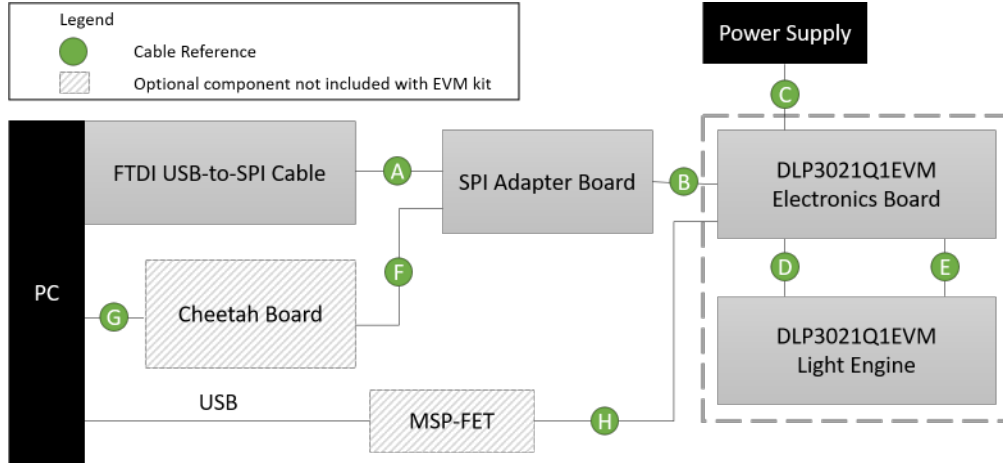 Legend
Cable Reference
Optional component not included with EVM kit
Power Supply
C
PC
FTDI USB-to-SPI Cable
A
SPI Adapter Board
B
DLP3021Q1EVM
Electronics Board
F
D
E
G
Cheetah Board
DLP3021Q1EVM
Light Engine
USB
MSP-FET
H